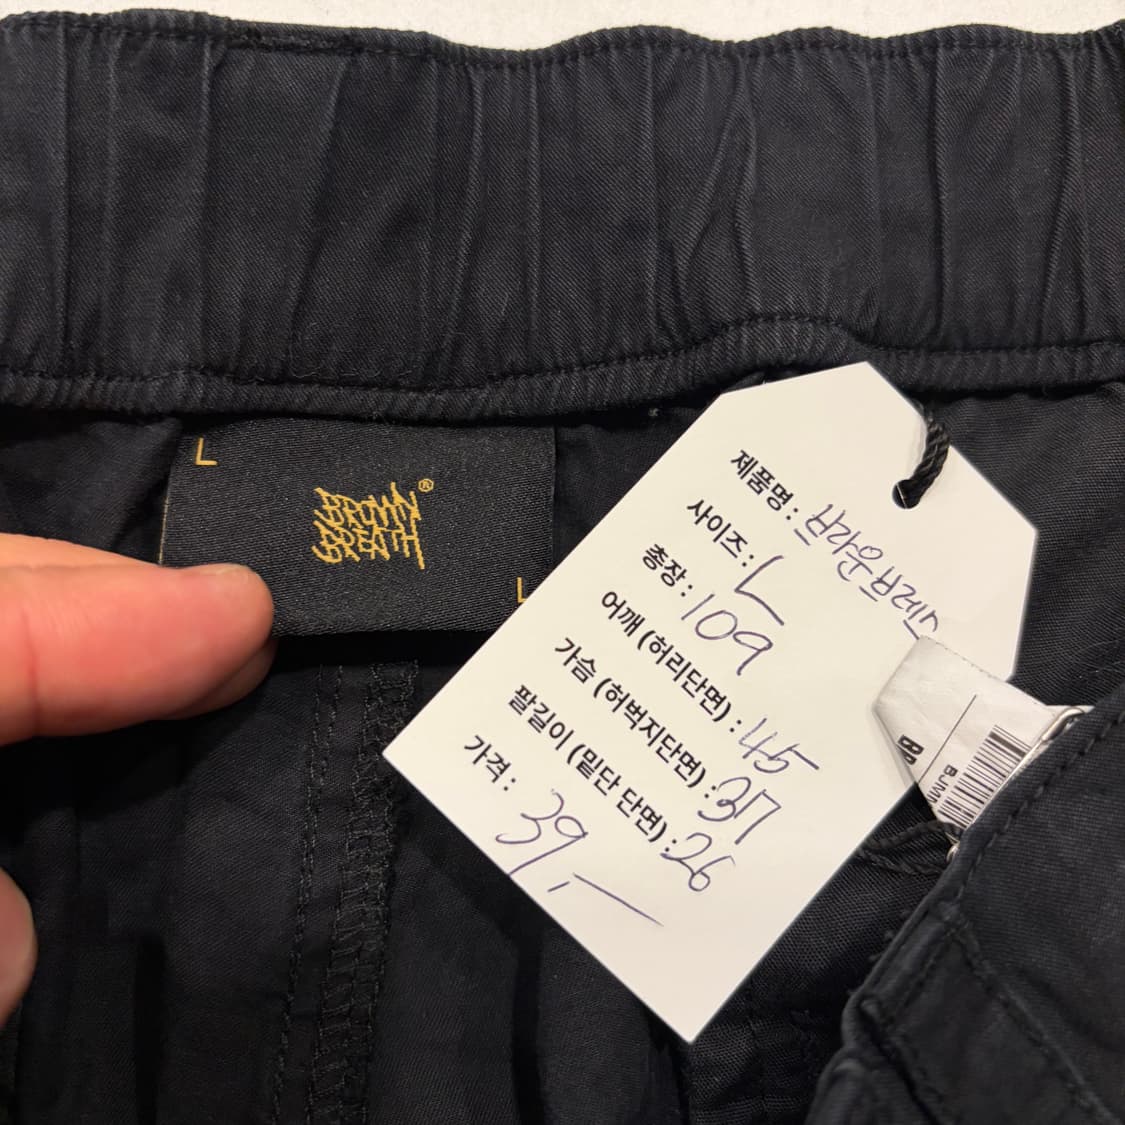 L
BROWN
BREATH®
L
제품명: 브라운브레스
사이즈: L
총장: 109
어깨 (허리단면) : 45
가슴 (허벅지단면) : 37
팔길이 (밑단 단면) : 26
가격: 39,—